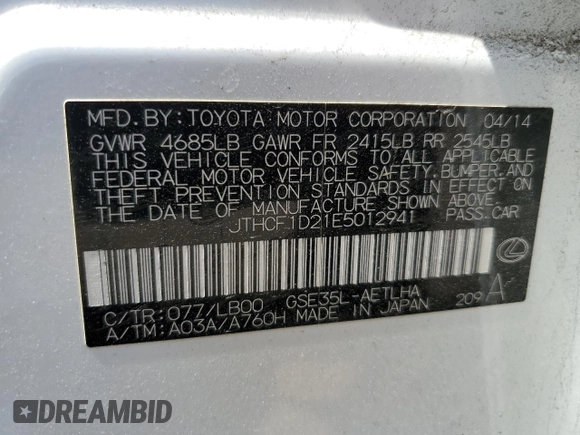 MFD. BY: TOYOTA MOTOR CORPORATION 04/14
GVWR 4685LB GAWR FR 2415LB RR 2545LB
THIS VEHICLE CONFORMS TO ALL APPLICABLE
FEDERAL MOTOR VEHICLE SAFETY, BUMPER, AND
THEFT PREVENTION STANDARDS IN EFFECT ON
THE DATE OF MANUFACTURE SHOWN ABOVE.
JTHCF1D21E5012941 PASS. CAR
C/TR: 077/LB00 GSE35L-AETLHA
A/TM: A03A/A760H MADE IN JAPAN 209 A
DREAMBID